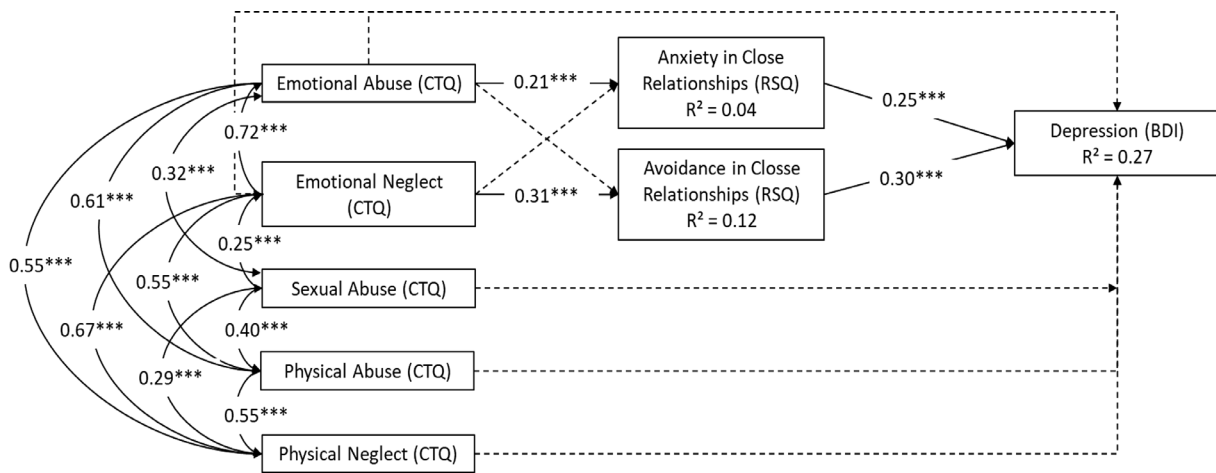 Emotional Abuse (CTQ)
0.21***
Anxiety in Close
Relationships (RSQ)
R² = 0.04
0.25***
0.72***
Depression (BDI)
R² = 0.27
0.32***
Emotional Neglect
(CTQ)
0.31***
Avoidance in Closse
Relationships (RSQ)
R² = 0.12
0.30***
0.61***
0.25***
0.55***
0.55***
Sexual Abuse (CTQ)
0.67***
0.40***
0.29***
Physical Abuse (CTQ)
0.55***
Physical Neglect (CTQ)